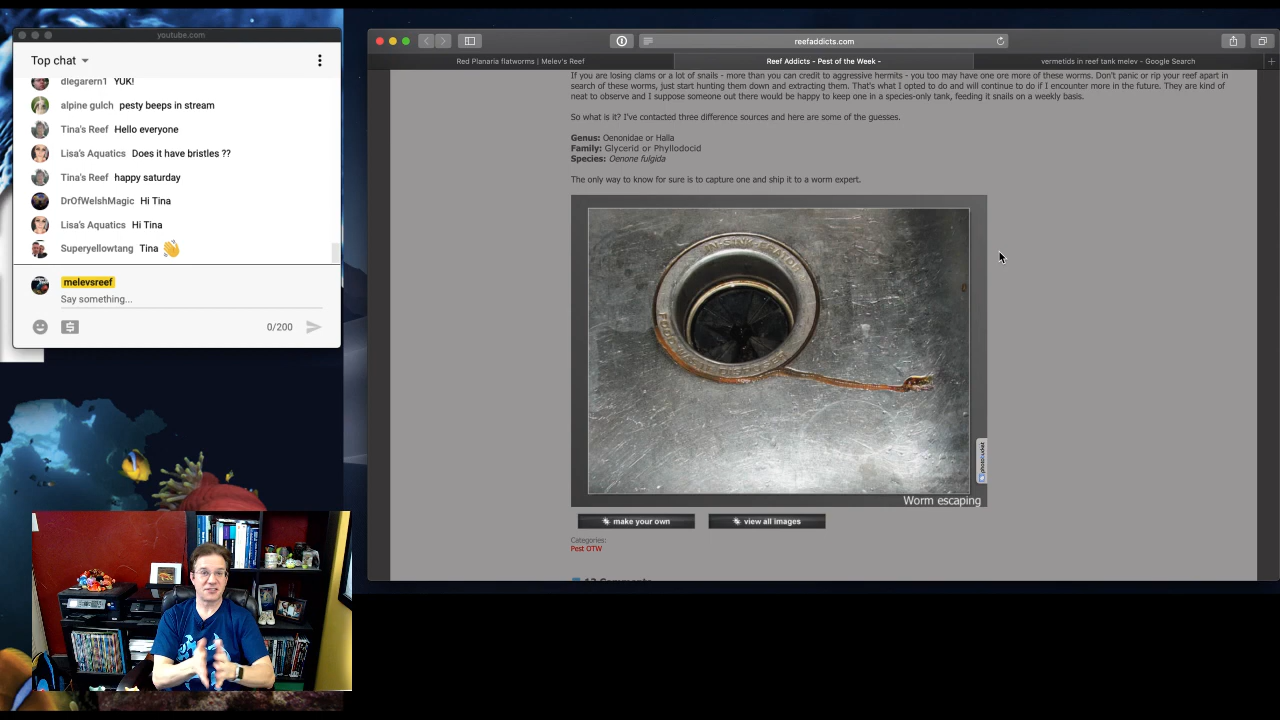 youtube.com
Top chat
dlegarern1 YUK!
alpine gulch pesty beeps in stream
Tina's Reef Hello everyone
Lisa's Aquatics Does it have bristles ??
Tina's Reef happy saturday
DrOfWelshMagic Hi Tina
Lisa's Aquatics Hi Tina
Superyellowtang Tina
melevsreef
Say something...
0/200
reefaddicts.com
Red Planaria flatworms | Melev's Reef
Reef Addicts - Pest of the Week -
vermetids in reef tank melev - Google Search
If you are losing clams or a lot of snails - more than you can credit to aggressive hermits - you too may have one ore more of these worms. Don't panic or rip your reef apart in
search of these worms, just start hunting them down and extracting them. That's what I opted to do and will continue to do if I encounter more in the future. They are kind of
neat to observe and I suppose someone out there would be happy to keep one in a species-only tank, feeding it snails on a weekly basis.
So what is it? I've contacted three difference sources and here are some of the guesses.
Genus: Oenonidae or Halla
Family: Glycerid or Phyllodocid
Species: Oenone fulgida
The only way to know for sure is to capture one and ship it to a worm expert.
IN-SINK-ERATOR
FOOD WASTE DISPOSER
Worm escaping
make your own
view all images
Categories:
Pest OTW